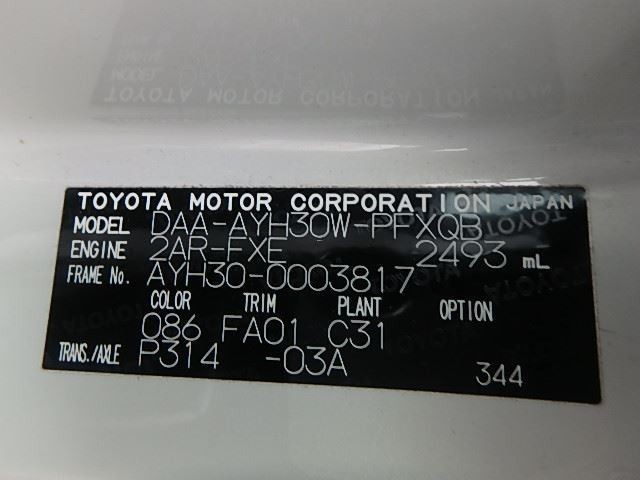 TOYOTA MOTOR CORPORATION JAPAN
MODEL DAA-AYH30W-PFXQB
ENGINE 2AR-FXE 2493 mL
FRAME No. AYH30-0003817
COLOR TRIM PLANT OPTION
086 FA01 C31
TRANS./AXLE P314 -03A
344